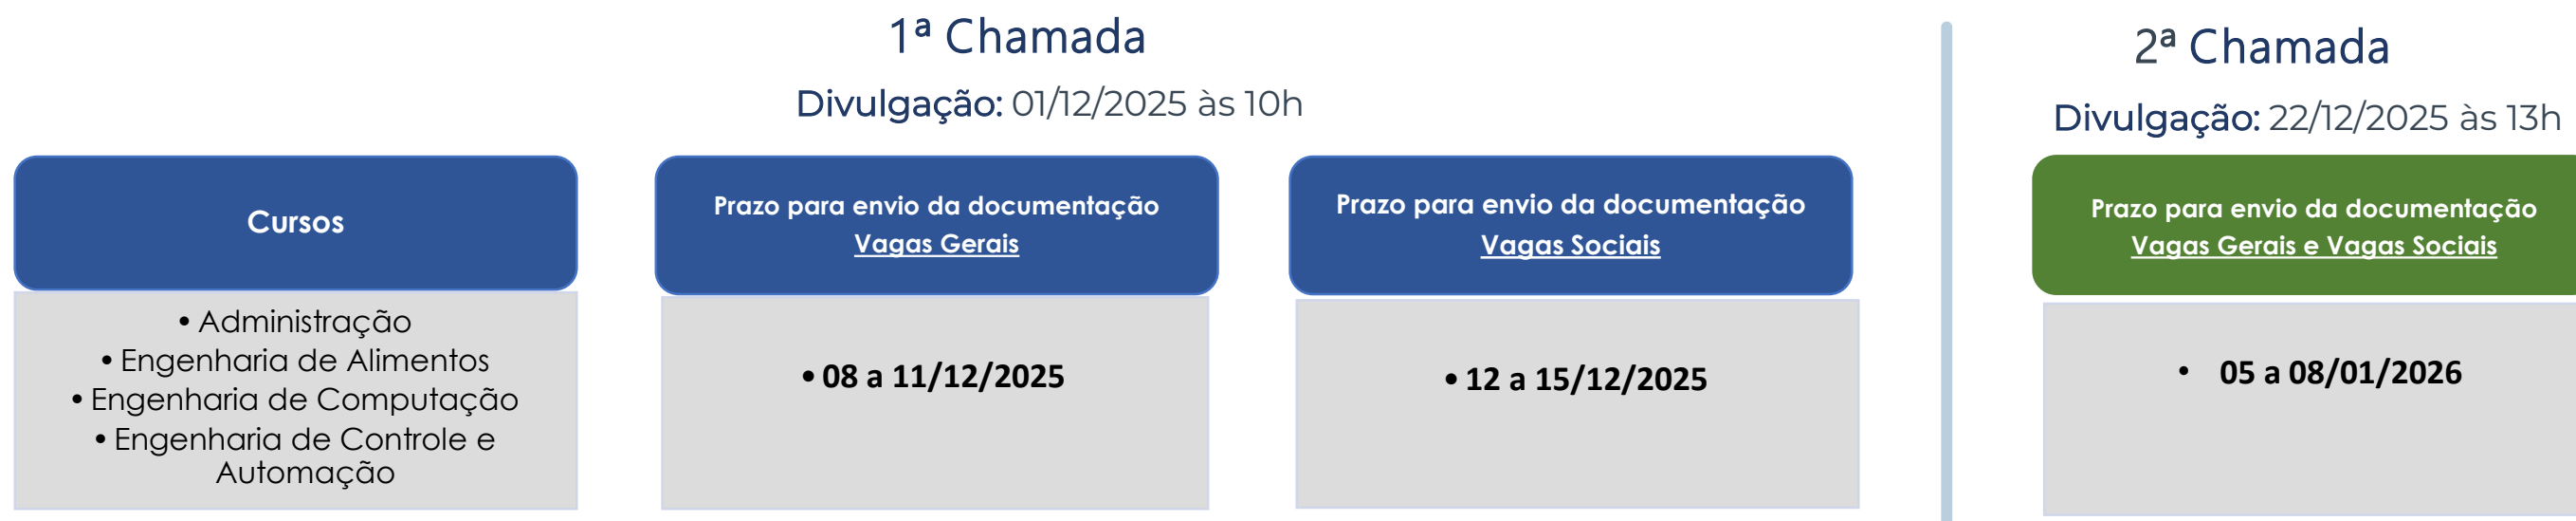 1ª Chamada
Divulgação: 01/12/2025 às 10h
Cursos
• Administração
• Engenharia de Alimentos
• Engenharia de Computação
• Engenharia de Controle e
Automação
Prazo para envio da documentação
Vagas Gerais
• 08 a 11/12/2025
Prazo para envio da documentação
Vagas Sociais
• 12 a 15/12/2025
2ª Chamada
Divulgação: 22/12/2025 às 13h
Prazo para envio da documentação
Vagas Gerais e Vagas Sociais
• 05 a 08/01/2026